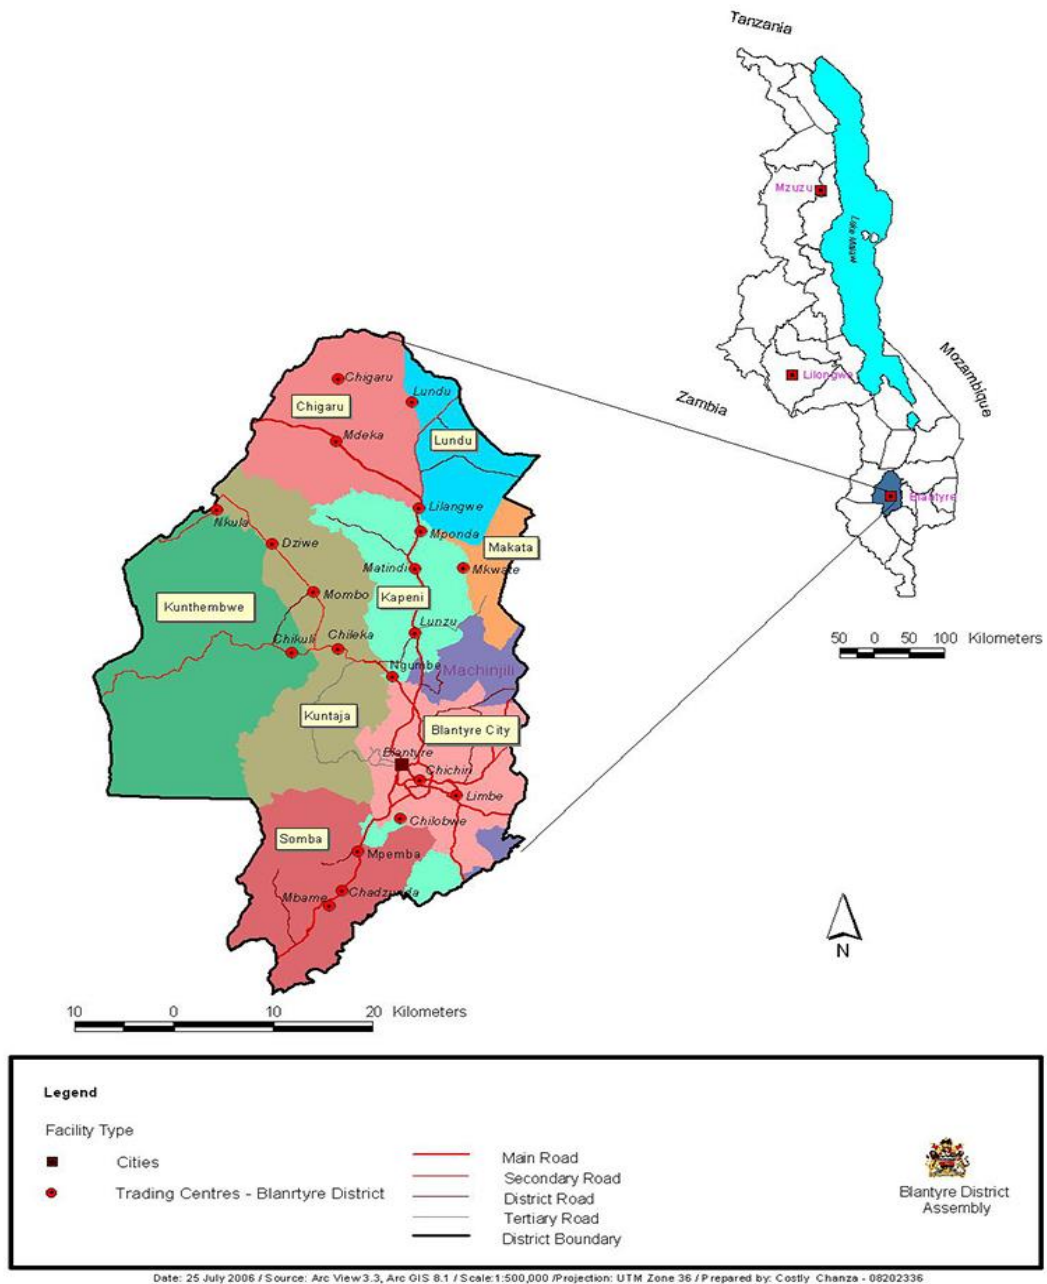 Tanzania
Mzuzu
Lake Malawi
Mozambique
Lilongwe
Zambia
Blantyre
50 0 50 100 Kilometers
N
Chigaru
Chigaru
Lundu
Mdeka
Lundu
Lilangwe
Nkula
Mponda
Makata
Dziwe
Matindi
Mkwate
Kapeni
Kunthembwe
Mombo
Lunzu
Chileka
Chikuli
Ngumbe
Machinjili
Kuntaja
Blantyre City
Blantyre
Chichiri
Limbe
Chilobwe
Somba
Mpemba
Mbame
Chadzunda
10 0 10 20 Kilometers
Legend
Facility Type
Cities
Trading Centres - Blanrtyre District
Main Road
Secondary Road
District Road
Tertiary Road
District Boundary
Blantyre District
Assembly
Date: 25 July 2006 / Source: Arc View 3.3, Arc GIS 8.1 / Scale:1:500,000 /Projection: UTM Zone 36 / Prepared by: Costly Chanza - 08202336